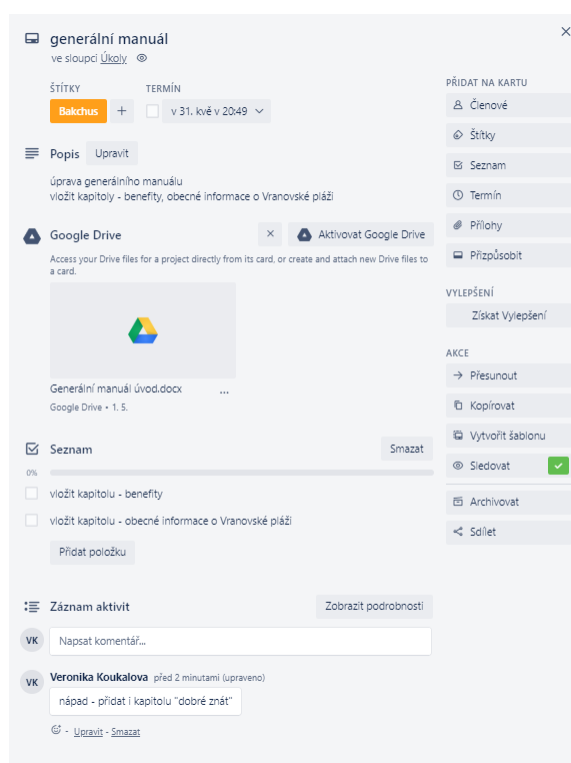 generální manuál
ve sloupci Úkoly
ŠTÍTKY
TERMÍN
Bakchus
+
v 31. kvě v 20:49
Popis
Upravit
úprava generálního manuálu
vložit kapitoly - benefity, obecné informace o Vranovské pláži
Google Drive
Aktivovat Google Drive
Access your Drive files for a project directly from its card, or create and attach new Drive files to
a card.
Generální manuál úvod.docx
...
Google Drive • 1. 5.
Seznam
Smazat
0%
vložit kapitolu - benefity
vložit kapitolu - obecné informace o Vranovské pláži
Přidat položku
Záznam aktivit
Zobrazit podrobnosti
VK
Napsat komentář...
VK
Veronika Koukalova před 2 minutami (upraveno)
nápad - přidat i kapitolu "dobré znát"
- Upravit - Smazat
PŘIDAT NA KARTU
Členové
Štítky
Seznam
Termín
Přílohy
Přizpůsobit
VYLEPŠENÍ
Získat Vylepšení
AKCE
Přesunout
Kopírovat
Vytvořit šablonu
Sledovat
Archivovat
Sdílet